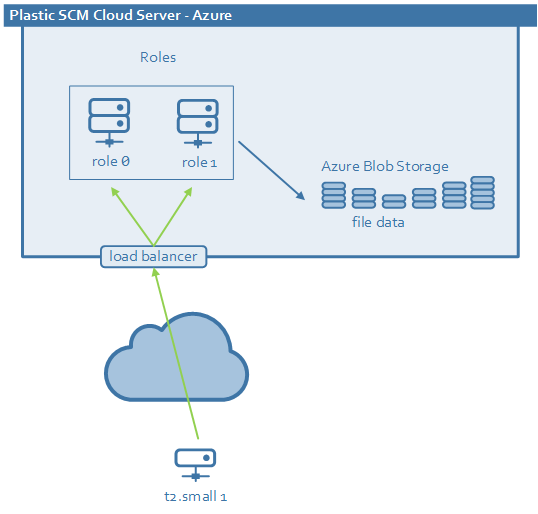 Plastic SCM Cloud Server - Azure
Roles
role 0
role 1
Azure Blob Storage
file data
load balancer
t2.small 1